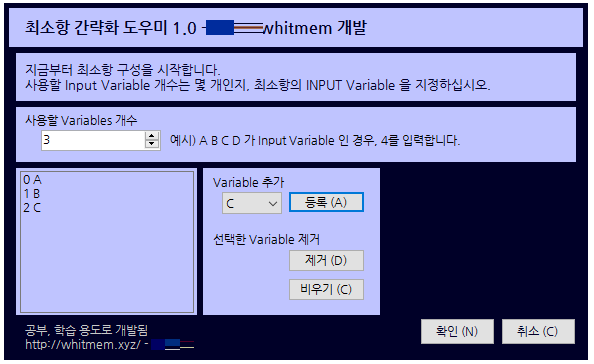 최소항 간략화 도우미 1.0 - whitmem 개발
지금부터 최소항 구성을 시작합니다.
사용할 Input Variable 개수는 몇 개인지, 최소항의 INPUT Variable 을 지정하십시오.
사용할 Variables 개수
3
예시) A B C D 가 Input Variable 인 경우, 4를 입력합니다.
0 A
1 B
2 C
Variable 추가
C
등록 (A)
선택한 Variable 제거
제거 (D)
비우기 (C)
공부, 학습 용도로 개발됨
http://whitmem.xyz/ -
확인 (N)
취소 (C)